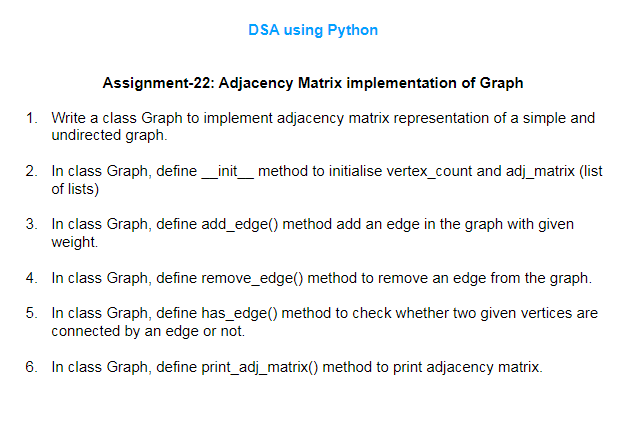 DSA using Python
Assignment-22: Adjacency Matrix implementation of Graph
1. Write a class Graph to implement adjacency matrix representation of a simple and
undirected graph.
2. In class Graph, define __init__ method to initialise vertex_count and adj_matrix (list
of lists)
3. In class Graph, define add_edge() method add an edge in the graph with given
weight.
4. In class Graph, define remove_edge() method to remove an edge from the graph.
5. In class Graph, define has_edge() method to check whether two given vertices are
connected by an edge or not.
6. In class Graph, define print_adj_matrix() method to print adjacency matrix.